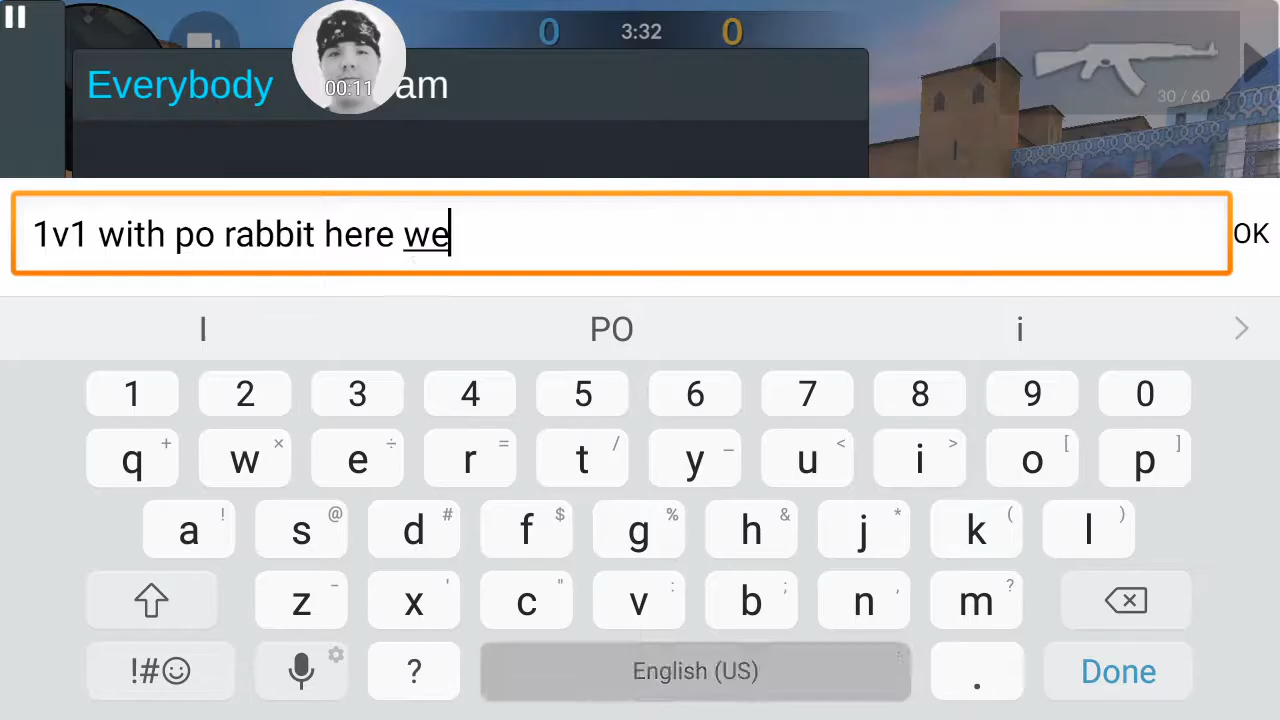 0 3:32 0
Everybody am
00:11
30 / 60
1v1 with po rabbit here we
OK
I PO i >
1 2 3 4 5 6 7 8 9 0
q + w × e ÷ r = t / y _ u < i > o [ p ]
a ! s @ d # f $ g % h & j * k ( l )
z - x ' c " v : b ; n , m ?
!#☺ ? English (US) . Done